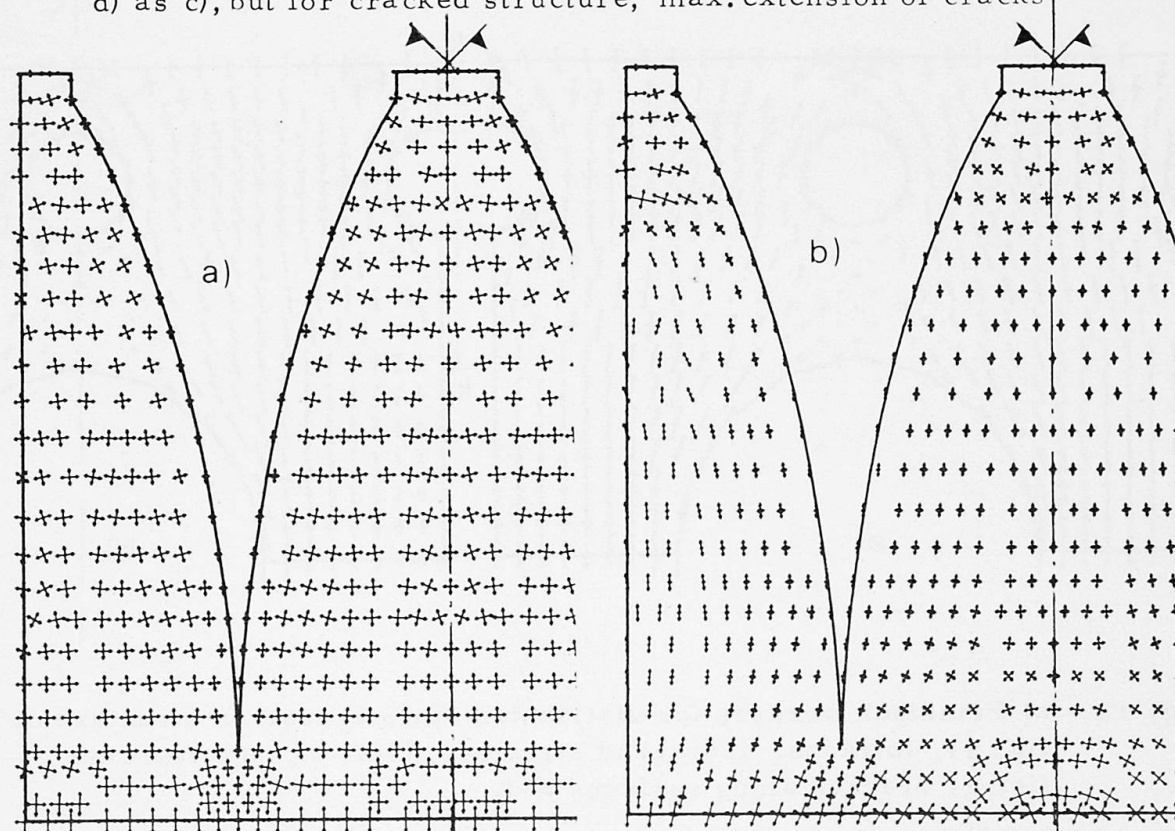 d) as c), but for cracked structure, max. extension of cracks
a)
b)